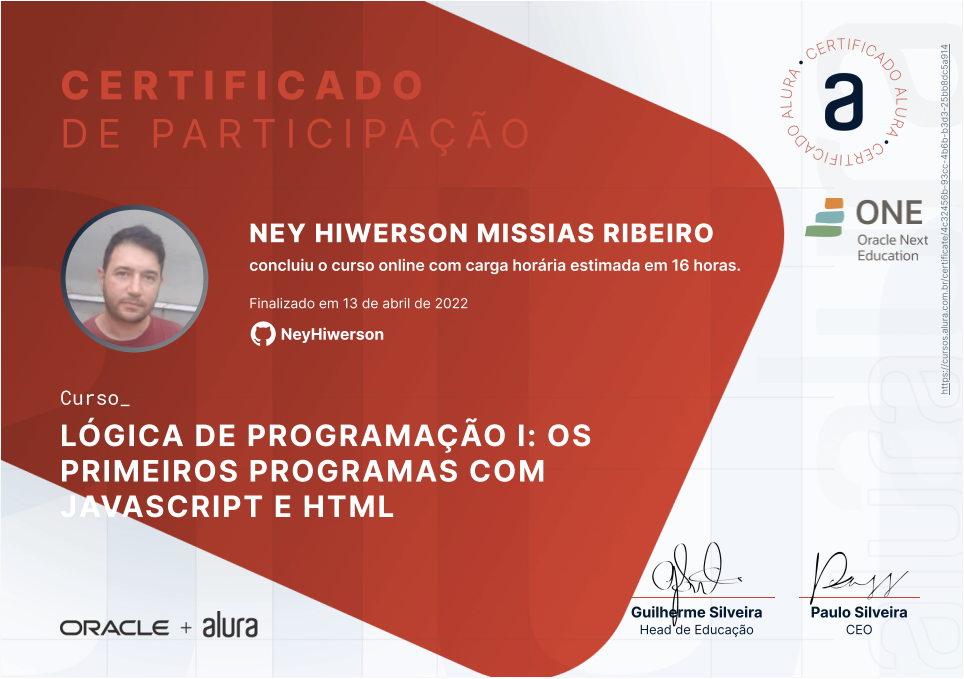 CERTIFICADO
DE PARTICIPAÇÃO
CERTIFICADO ALURA • CERTIFICADO ALURA •
a
ONE
Oracle Next
Education
https://cursos.alura.com.br/certificate/4c32456b-93cc-4b6b-b3d3-25bb8dc5a914
NEY HIWERSON MISSIAS RIBEIRO
concluiu o curso online com carga horária estimada em 16 horas.
Finalizado em 13 de abril de 2022
NeyHiwerson
Curso_
LÓGICA DE PROGRAMAÇÃO I: OS
PRIMEIROS PROGRAMAS COM
JAVASCRIPT E HTML
ORACLE + alura
Guilherme Silveira
Head de Educação
Paulo Silveira
CEO
alura